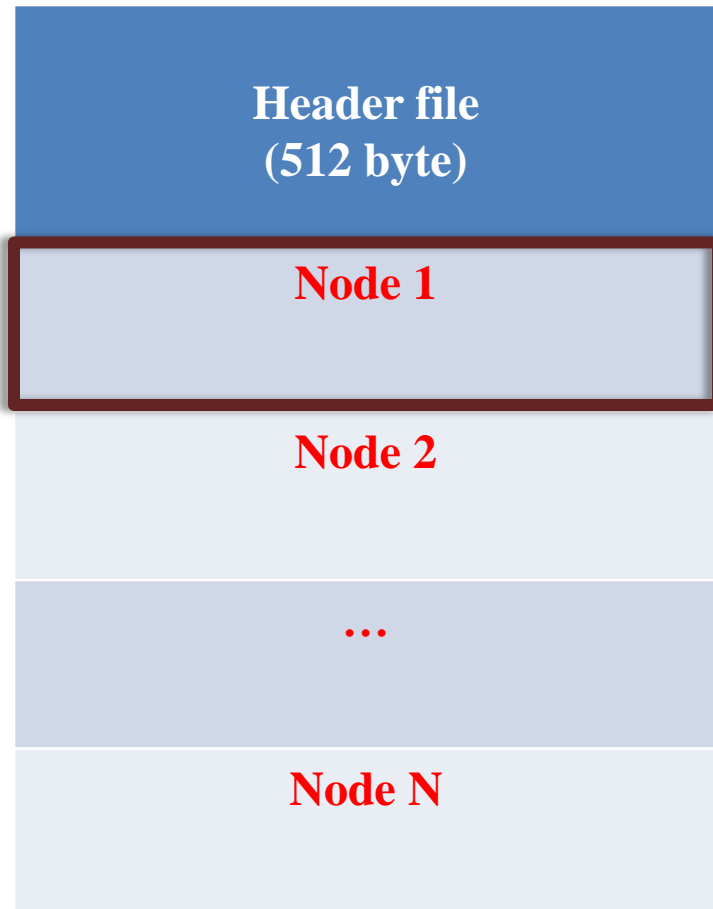 Header file
(512 byte)
Node 1
Node 2
…
Node N